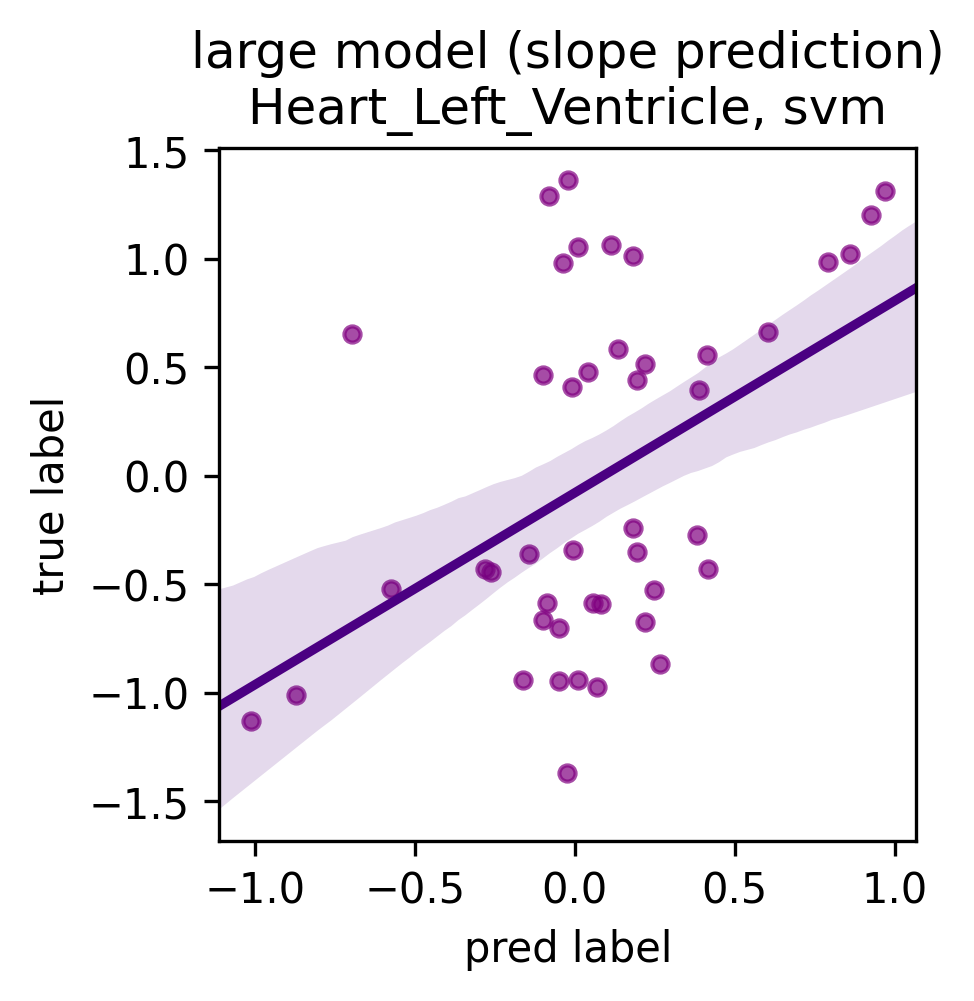 large model (slope prediction)
Heart_Left_Ventricle, svm
1.5
1.0
0.5
0.0
−0.5
−1.0
−1.5
true label
−1.0 −0.5 0.0 0.5 1.0
pred label